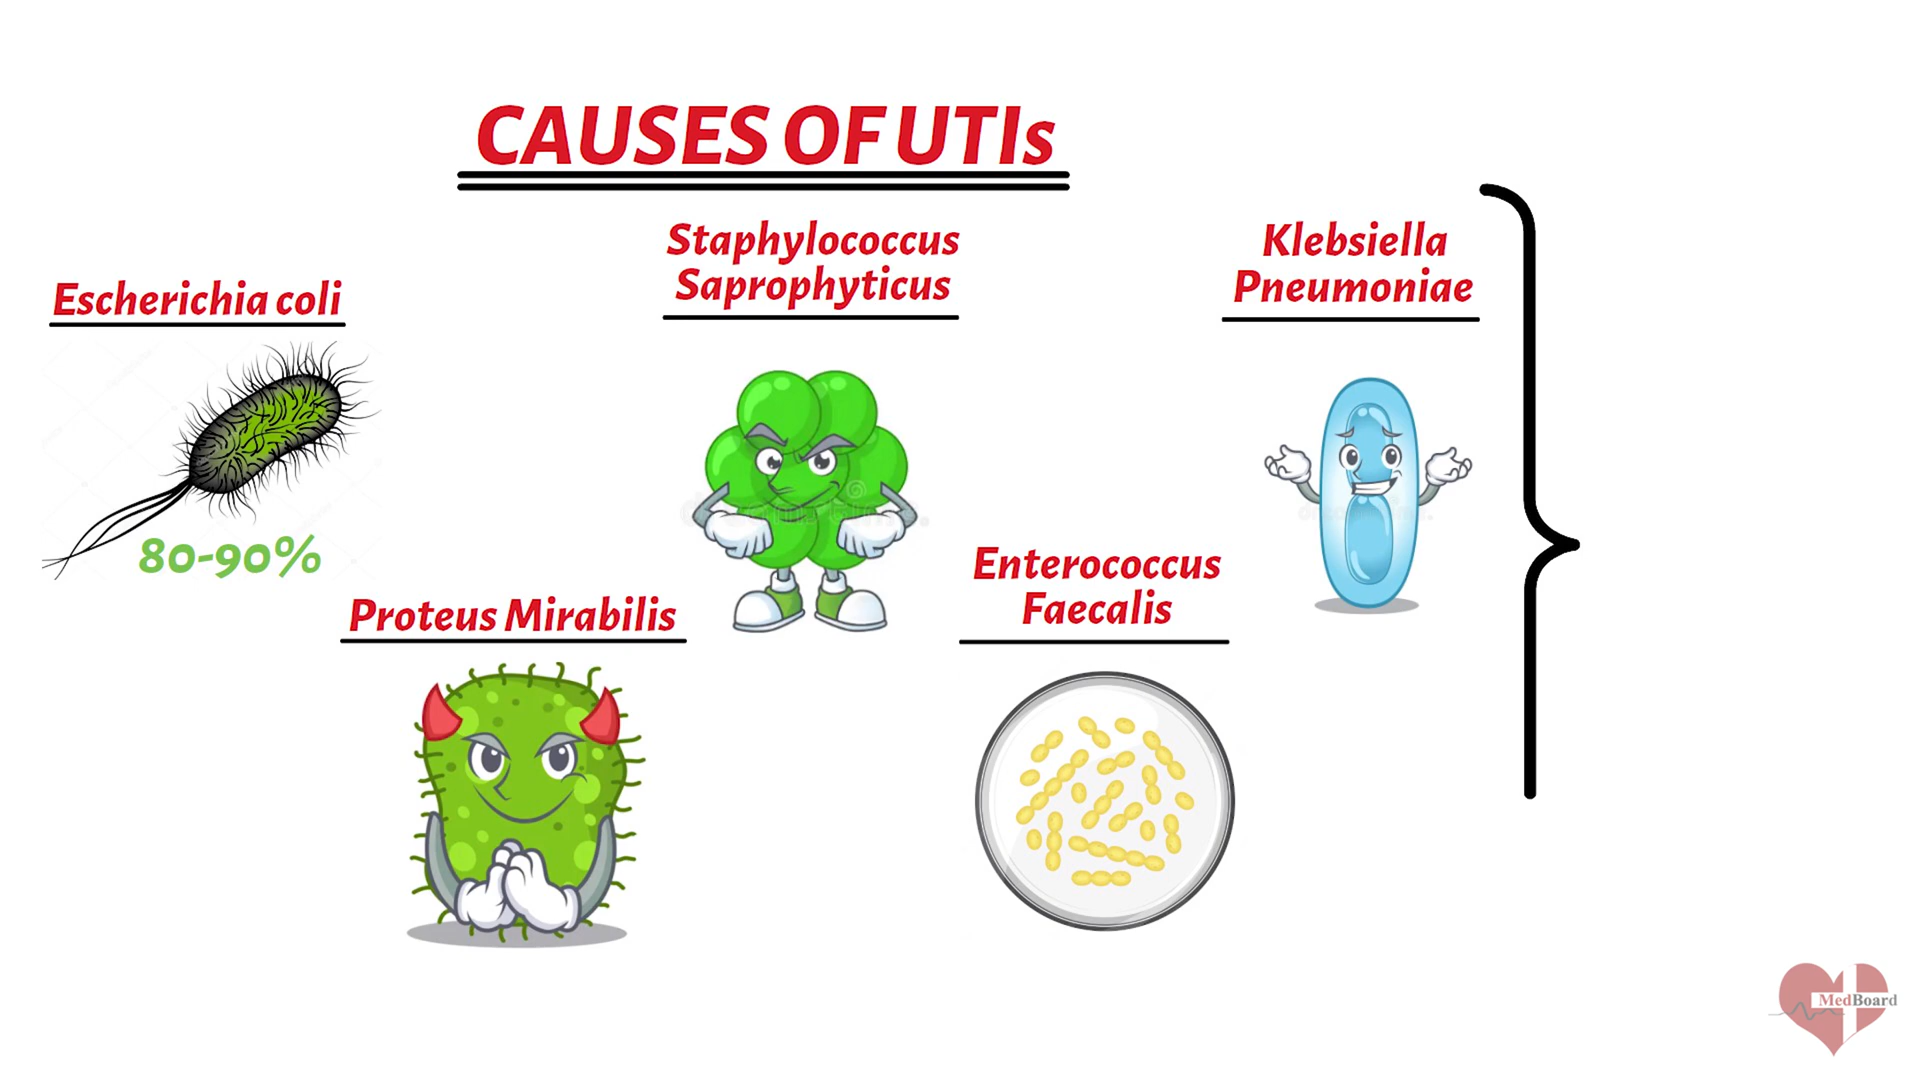 CAUSES OF UTIs
Escherichia coli
80-90%
Proteus Mirabilis
Staphylococcus
Saprophyticus
Enterococcus
Faecalis
Klebsiella
Pneumoniae
MedBoard